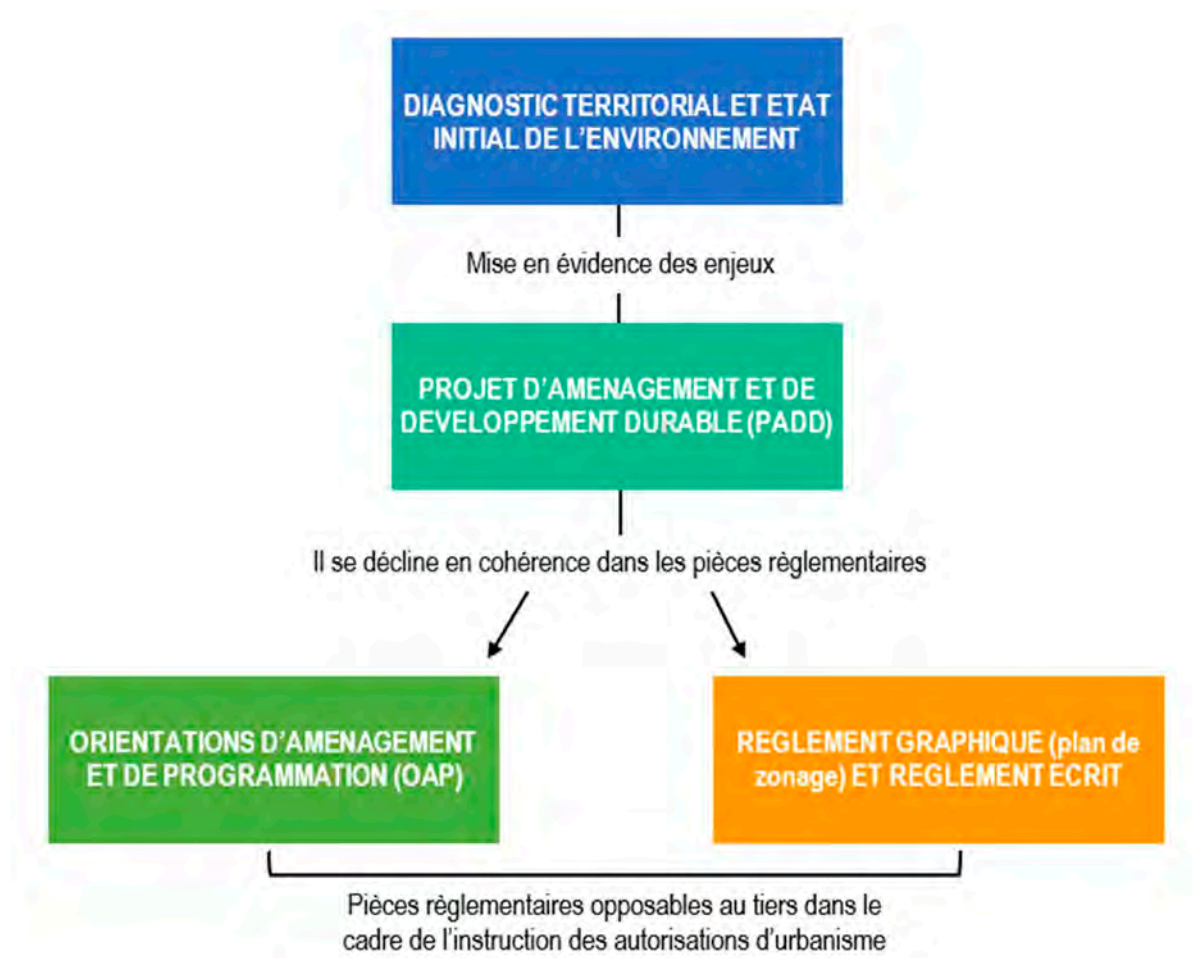 DIAGNOSTIC TERRITORIAL ET ETAT
INITIAL DE L'ENVIRONNEMENT
Mise en évidence des enjeux
PROJET D'AMENAGEMENT ET DE
DEVELOPPEMENT DURABLE (PADD)
Il se décline en cohérence dans les pièces règlementaires
ORIENTATIONS D'AMENAGEMENT
ET DE PROGRAMMATION (OAP)
REGLEMENT GRAPHIQUE (plan de
zonage) ET REGLEMENT ÉCRIT
Pièces règlementaires opposables au tiers dans le
cadre de l'instruction des autorisations d'urbanisme